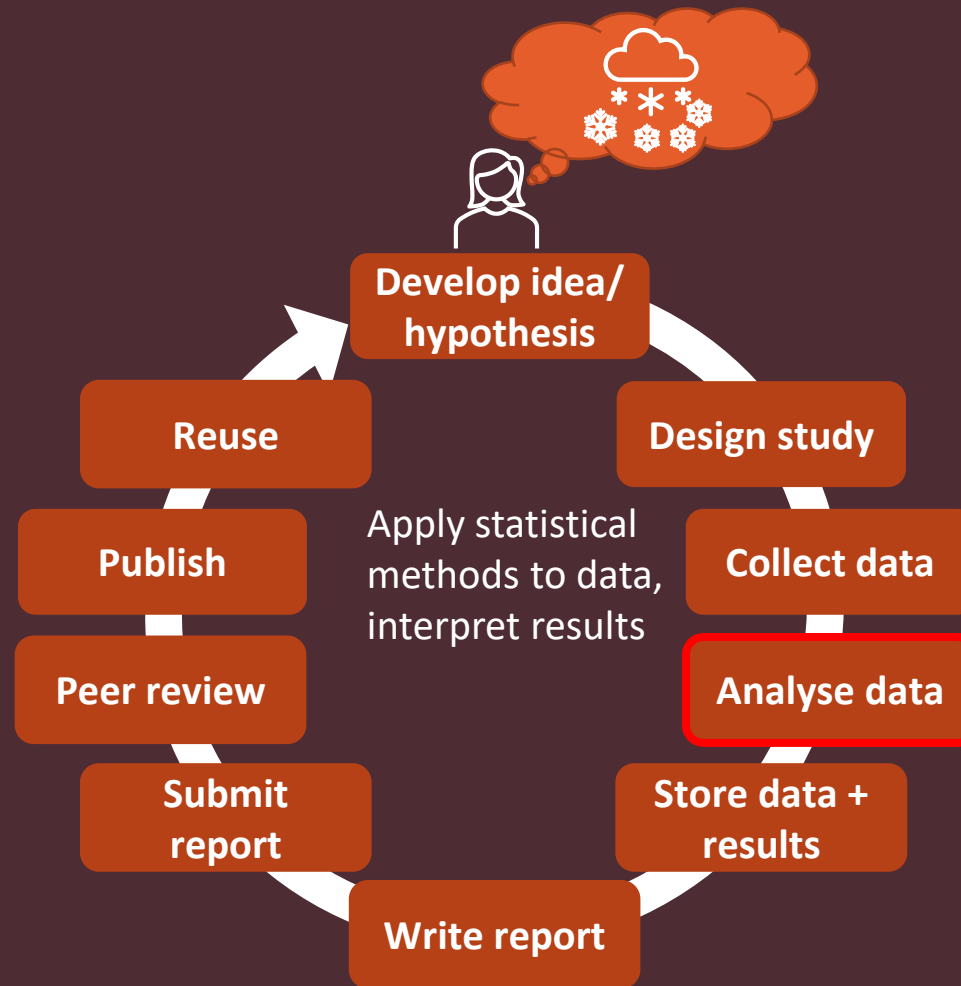 Develop idea/
hypothesis
Design study
Collect data
Analyse data
Store data +
results
Write report
Submit
report
Peer review
Publish
Reuse
Apply statistical
methods to data,
interpret results